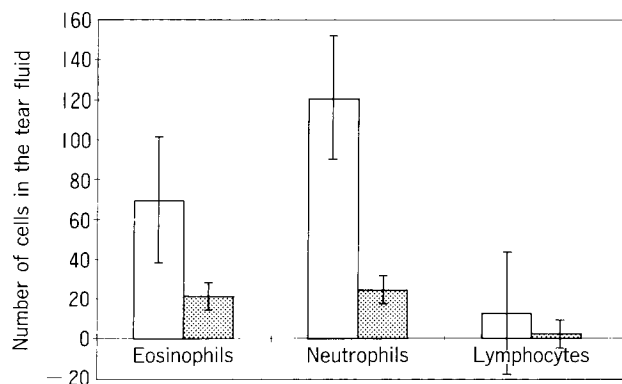 Number of cells in the tear fluid
160
140
120
100
80
60
40
20
0
−20
Eosinophils
Neutrophils
Lymphocytes